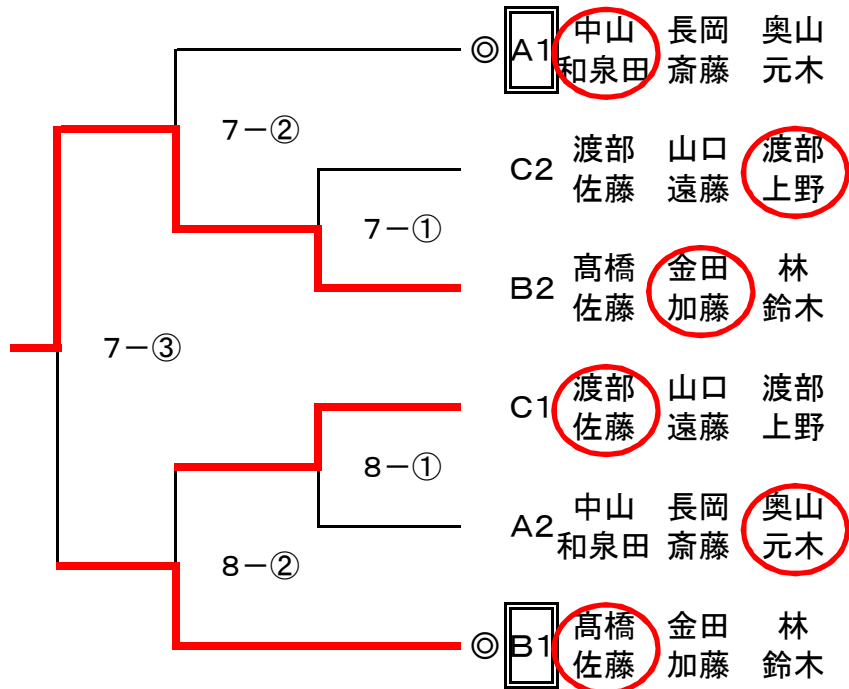 ◎ A1 中山 長岡 奥山
和泉田 斎藤 元木
7-②
C2 渡部 山口 渡部
佐藤 遠藤 上野
7-①
B2 髙橋 金田 林
佐藤 加藤 鈴木
7-③
C1 渡部 山口 渡部
佐藤 遠藤 上野
8-①
A2 中山 長岡 奥山
和泉田 斎藤 元木
8-②
◎ B1 髙橋 金田 林
佐藤 加藤 鈴木